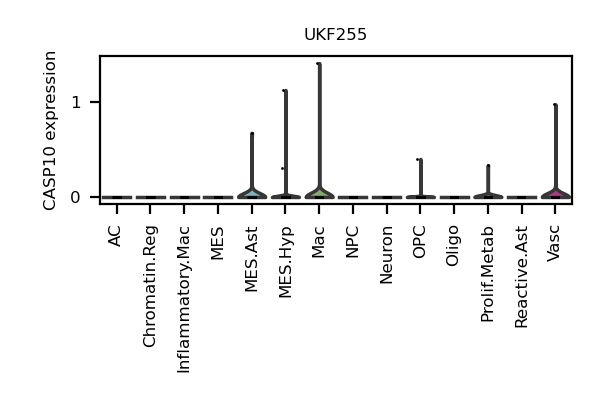 UKF255
CASP10 expression
1
0
AC
Chromatin.Reg
Inflammatory.Mac
MES
MES.Ast
MES.Hyp
Mac
NPC
Neuron
OPC
Oligo
Prolif.Metab
Reactive.Ast
Vasc